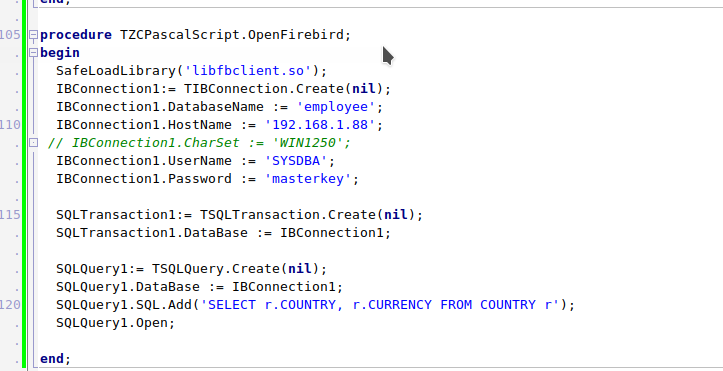 end;
.
105 procedure TZCPascalScript.OpenFirebird;
. begin
. SafeLoadLibrary('libfbclient.so');
. IBConnection1:= TIBConnection.Create(nil);
. IBConnection1.DatabaseName := 'employee';
110 IBConnection1.HostName := '192.168.1.88';
. // IBConnection1.CharSet := 'WIN1250';
. IBConnection1.UserName := 'SYSDBA';
. IBConnection1.Password := 'masterkey';
.
115 SQLTransaction1:= TSQLTransaction.Create(nil);
. SQLTransaction1.DataBase := IBConnection1;
.
. SQLQuery1:= TSQLQuery.Create(nil);
. SQLQuery1.DataBase := IBConnection1;
120 SQLQuery1.SQL.Add('SELECT r.COUNTRY, r.CURRENCY FROM COUNTRY r');
. SQLQuery1.Open;
.
. end;